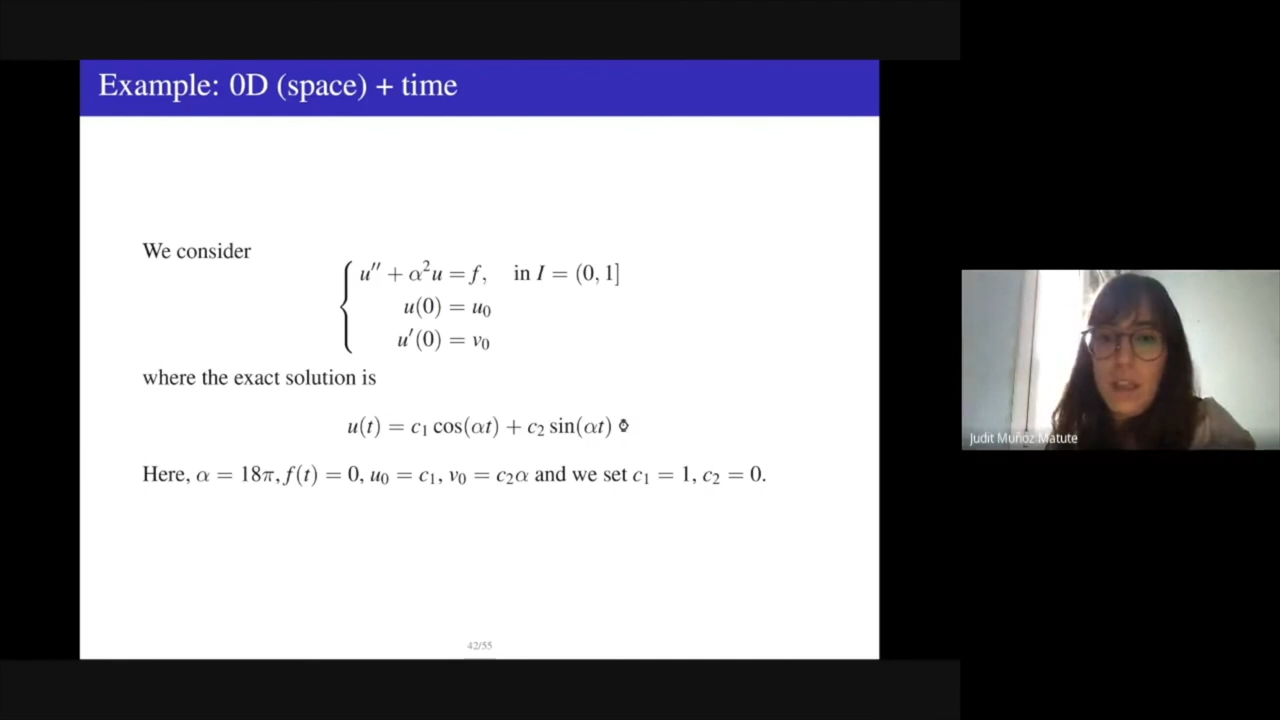 Example: 0D (space) + time
We consider
u″ + α²u = f, in I = (0, 1]
u(0) = u₀
u′(0) = v₀
where the exact solution is
u(t) = c₁ cos(αt) + c₂ sin(αt)
Here, α = 18π, f(t) = 0, u₀ = c₁, v₀ = c₂α and we set c₁ = 1, c₂ = 0.
42/55
Judit Muñoz Matute